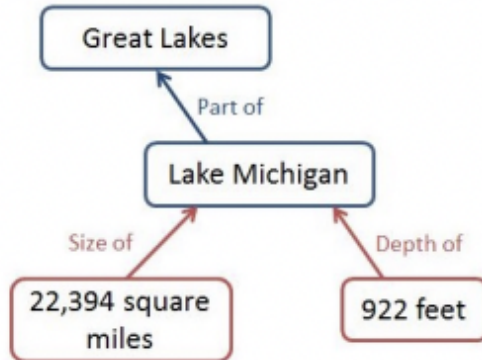 Great Lakes
Part of
Lake Michigan
Size of
Depth of
22,394 square
miles
922 feet